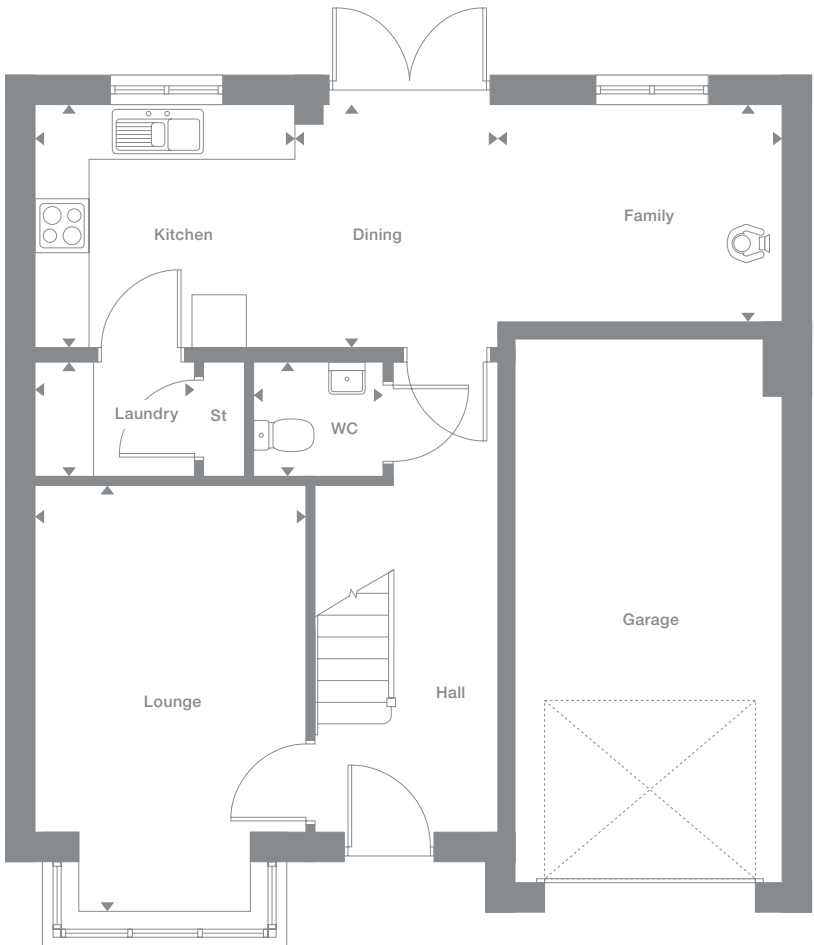 Kitchen
Dining
Family
Laundry
St
WC
Garage
Hall
Lounge